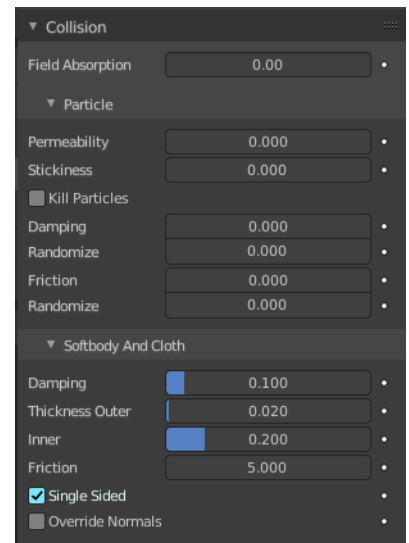 Collision
Field Absorption 0.00
Particle
Permeability 0.000
Stickiness 0.000
Kill Particles
Damping 0.000
Randomize 0.000
Friction 0.000
Randomize 0.000
Softbody And Cloth
Damping 0.100
Thickness Outer 0.020
Inner 0.200
Friction 5.000
Single Sided
Override Normals